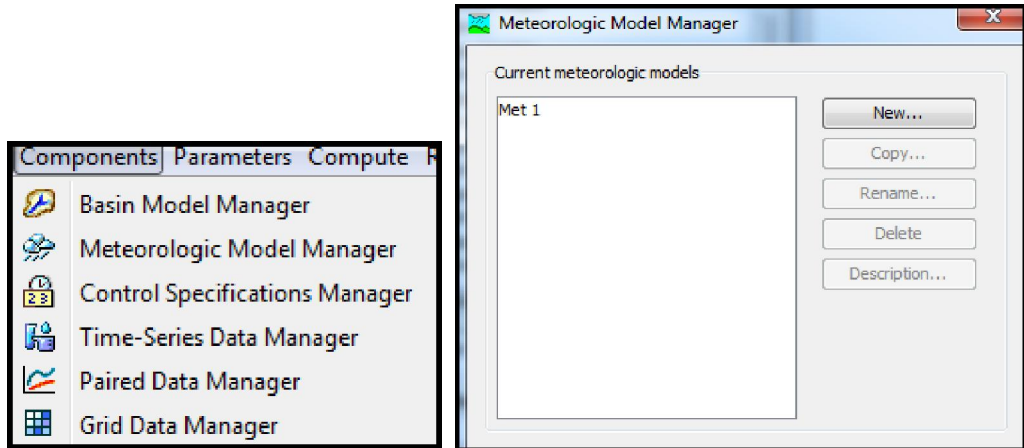 Components Parameters Compute
Basin Model Manager
Meteorologic Model Manager
Control Specifications Manager
Time-Series Data Manager
Paired Data Manager
Grid Data Manager
Meteorologic Model Manager
Current meteorologic models
Met 1
New...
Copy...
Rename...
Delete
Description...